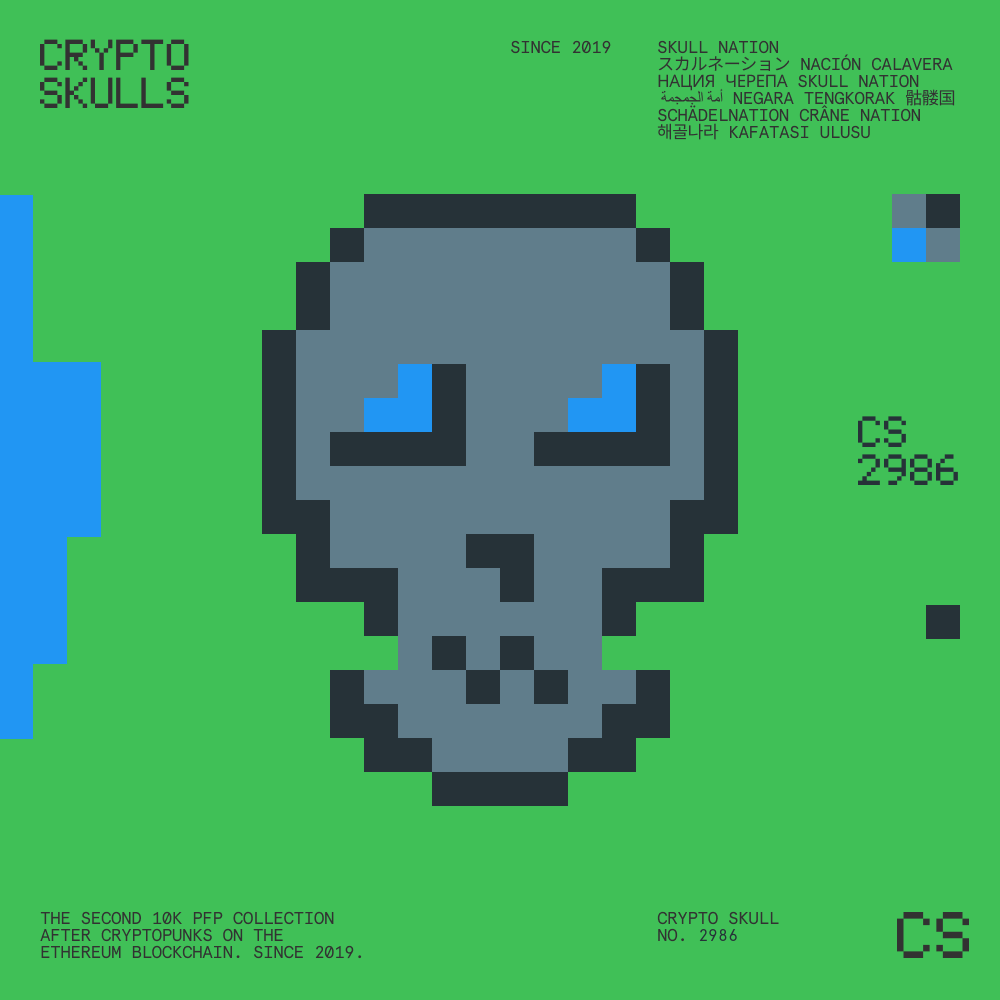 CRYPTO
SKULLS
SINCE 2019
SKULL NATION
スカルネーション NACIÓN CALAVERA
НАЦИЯ ЧЕРЕПА SKULL NATION
أمة الجمجمة NEGARA TENGKORAK 骷髅国
SCHÄDELNATION CRÂNE NATION
해골나라 KAFATASI ULUSU
CS
2986
THE SECOND 10K PFP COLLECTION
AFTER CRYPTOPUNKS ON THE
ETHEREUM BLOCKCHAIN. SINCE 2019.
CRYPTO SKULL
NO. 2986
CS